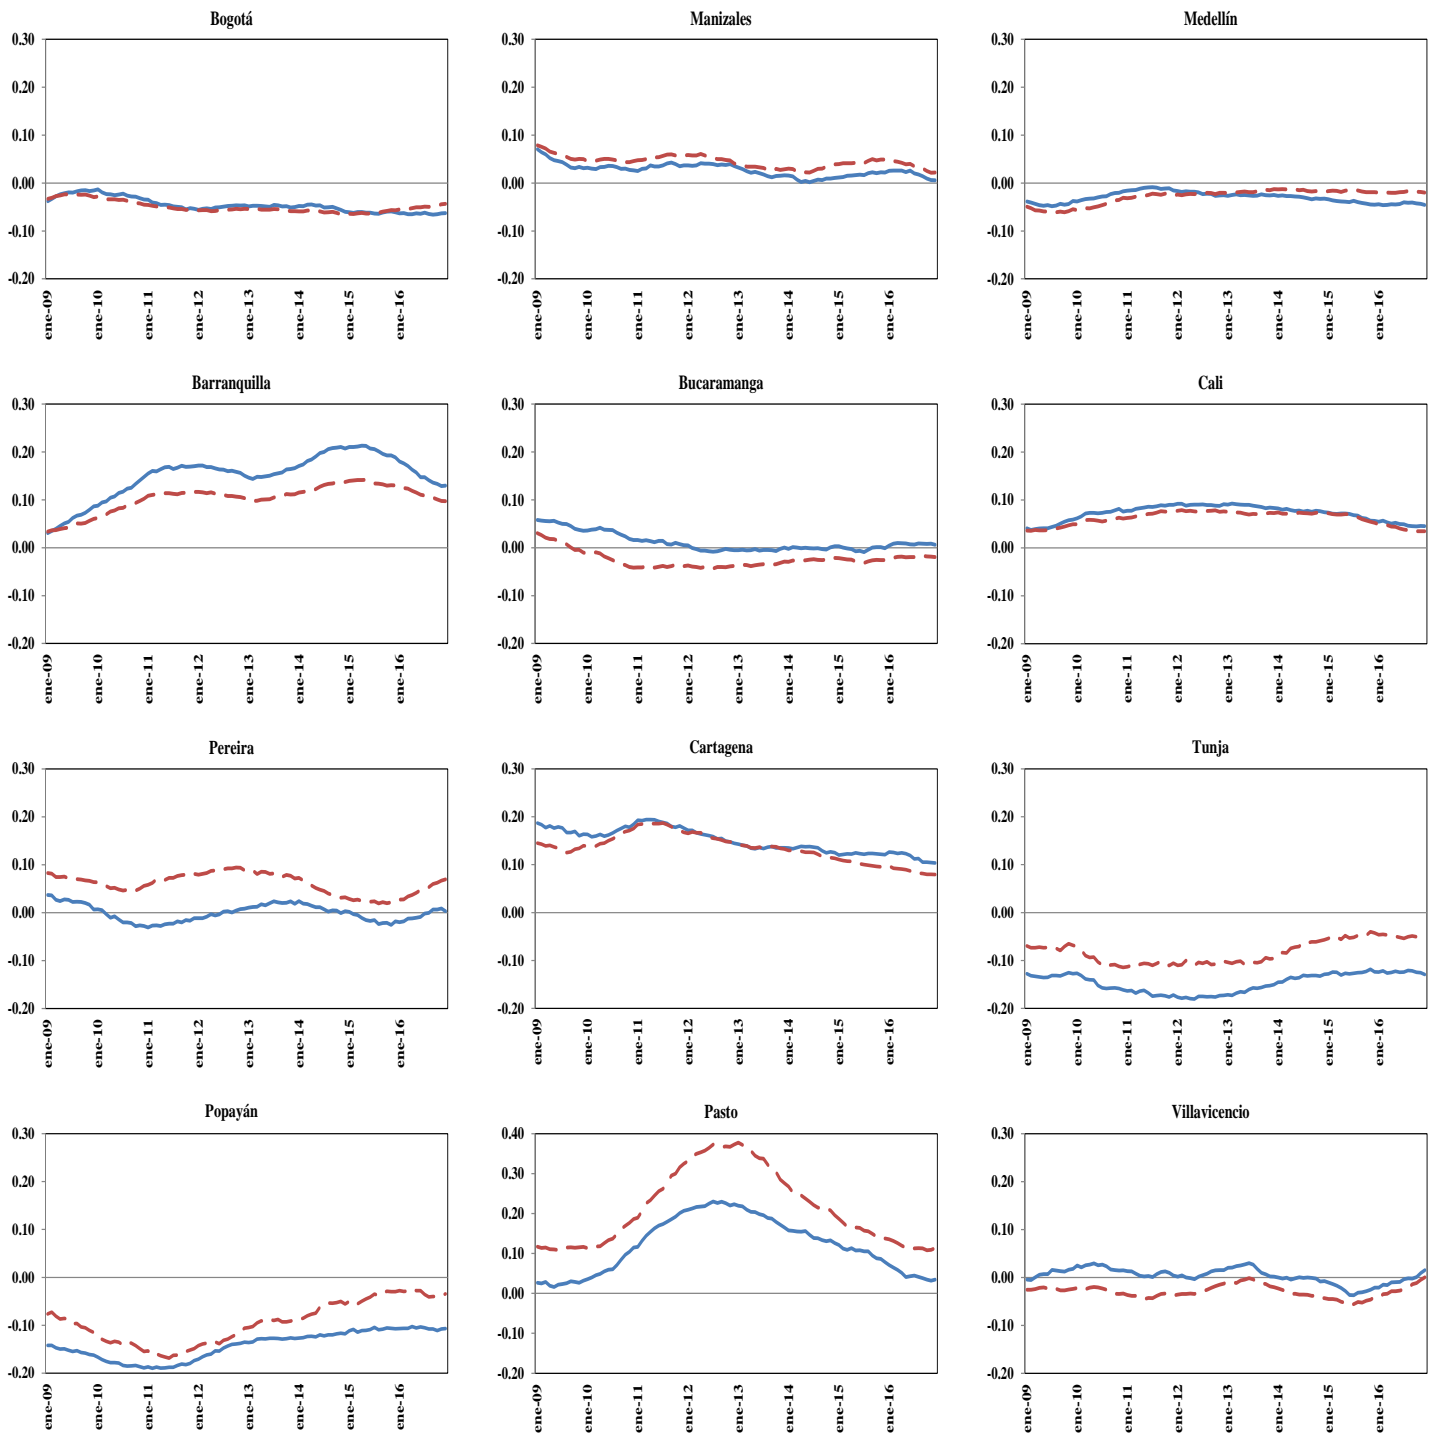 Bogotá
0.30
0.20
0.10
0.00
-0.10
-0.20
ene-09
ene-10
ene-11
ene-12
ene-13
ene-14
ene-15
ene-16
Manizales
0.30
0.20
0.10
0.00
-0.10
-0.20
ene-09
ene-10
ene-11
ene-12
ene-13
ene-14
ene-15
ene-16
Medellín
0.30
0.20
0.10
0.00
-0.10
-0.20
ene-09
ene-10
ene-11
ene-12
ene-13
ene-14
ene-15
ene-16
Barranquilla
0.30
0.20
0.10
0.00
-0.10
-0.20
ene-09
ene-10
ene-11
ene-12
ene-13
ene-14
ene-15
ene-16
Bucaramanga
0.30
0.20
0.10
0.00
-0.10
-0.20
ene-09
ene-10
ene-11
ene-12
ene-13
ene-14
ene-15
ene-16
Cali
0.30
0.20
0.10
0.00
-0.10
-0.20
ene-09
ene-10
ene-11
ene-12
ene-13
ene-14
ene-15
ene-16
Pereira
0.30
0.20
0.10
0.00
-0.10
-0.20
ene-09
ene-10
ene-11
ene-12
ene-13
ene-14
ene-15
ene-16
Cartagena
0.30
0.20
0.10
0.00
-0.10
-0.20
ene-09
ene-10
ene-11
ene-12
ene-13
ene-14
ene-15
ene-16
Tunja
0.30
0.20
0.10
0.00
-0.10
-0.20
ene-09
ene-10
ene-11
ene-12
ene-13
ene-14
ene-15
ene-16
Popayán
0.30
0.20
0.10
0.00
-0.10
-0.20
ene-09
ene-10
ene-11
ene-12
ene-13
ene-14
ene-15
ene-16
Pasto
0.40
0.30
0.20
0.10
0.00
-0.10
-0.20
ene-09
ene-10
ene-11
ene-12
ene-13
ene-14
ene-15
ene-16
Villavicencio
0.30
0.20
0.10
0.00
-0.10
-0.20
ene-09
ene-10
ene-11
ene-12
ene-13
ene-14
ene-15
ene-16